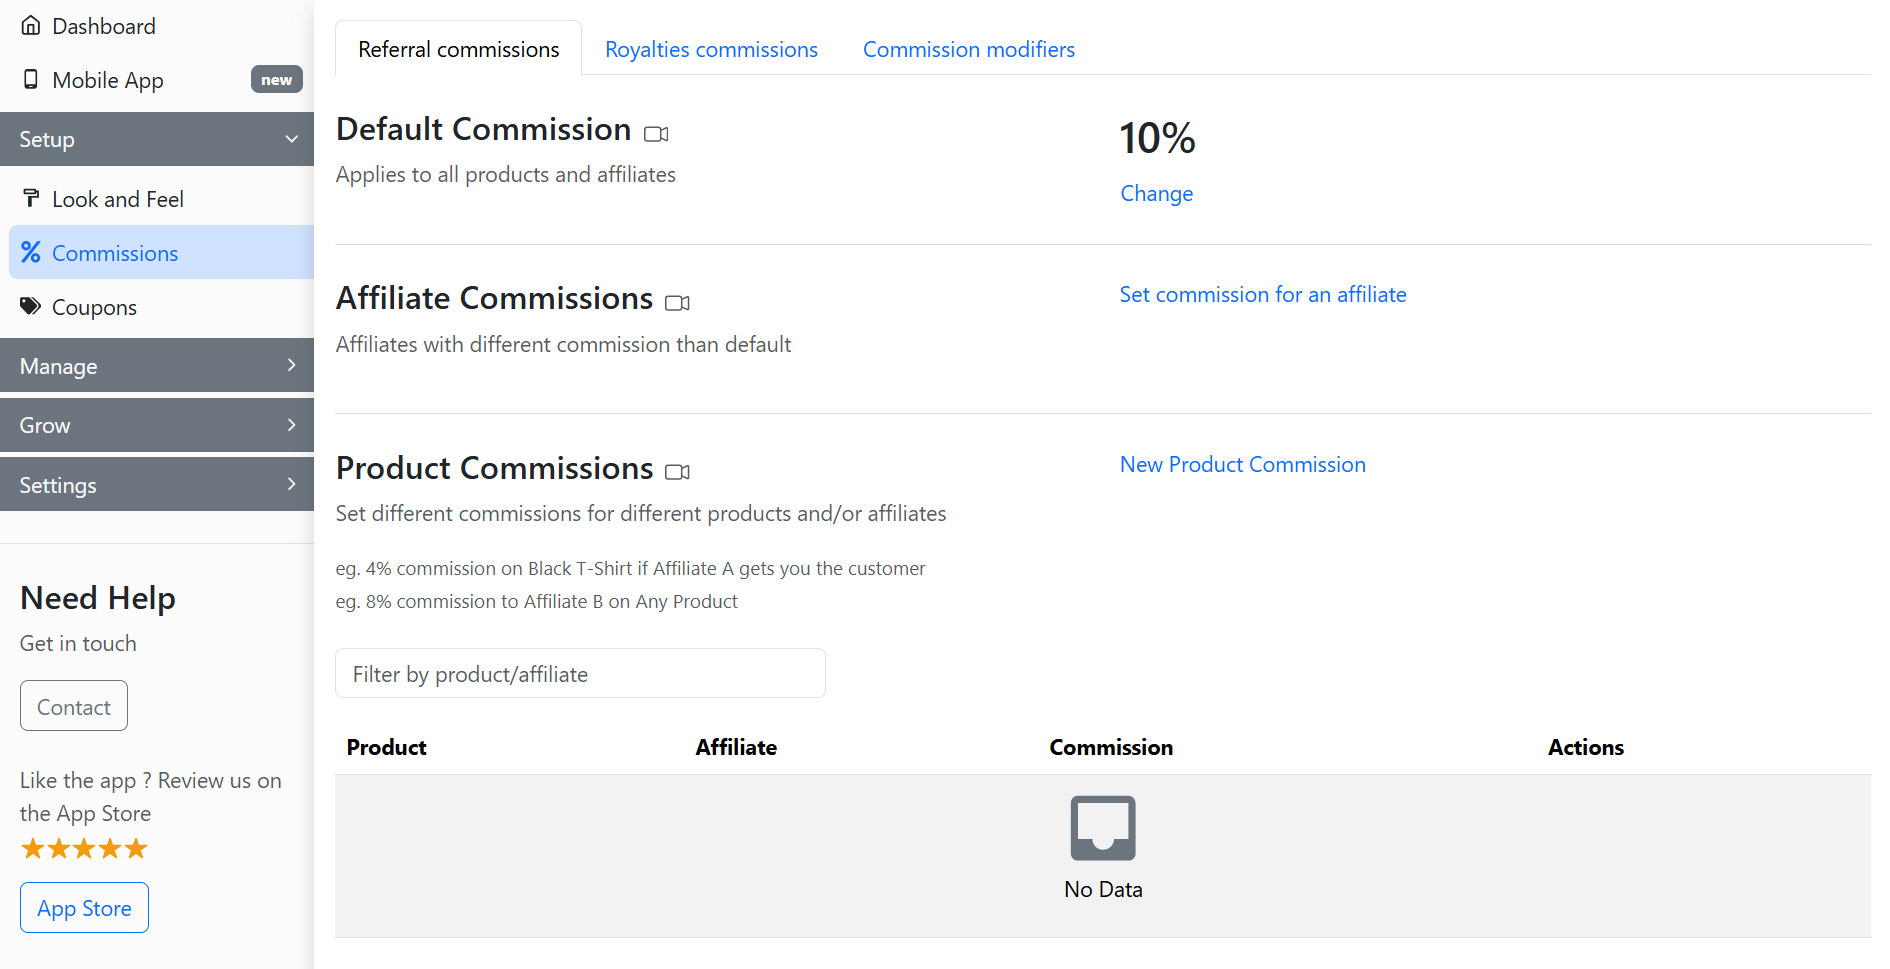 Dashboard
Mobile App new
Setup
Look and Feel
Commissions
Coupons
Manage
Grow
Settings
Need Help
Get in touch
Contact
Like the app ? Review us on
the App Store
App Store
Referral commissions Royalties commissions Commission modifiers
Default Commission
Applies to all products and affiliates
10%
Change
Affiliate Commissions
Affiliates with different commission than default
Set commission for an affiliate
Product Commissions
Set different commissions for different products and/or affiliates
New Product Commission
eg. 4% commission on Black T-Shirt if Affiliate A gets you the customer
eg. 8% commission to Affiliate B on Any Product
Filter by product/affiliate
Product Affiliate Commission Actions
No Data